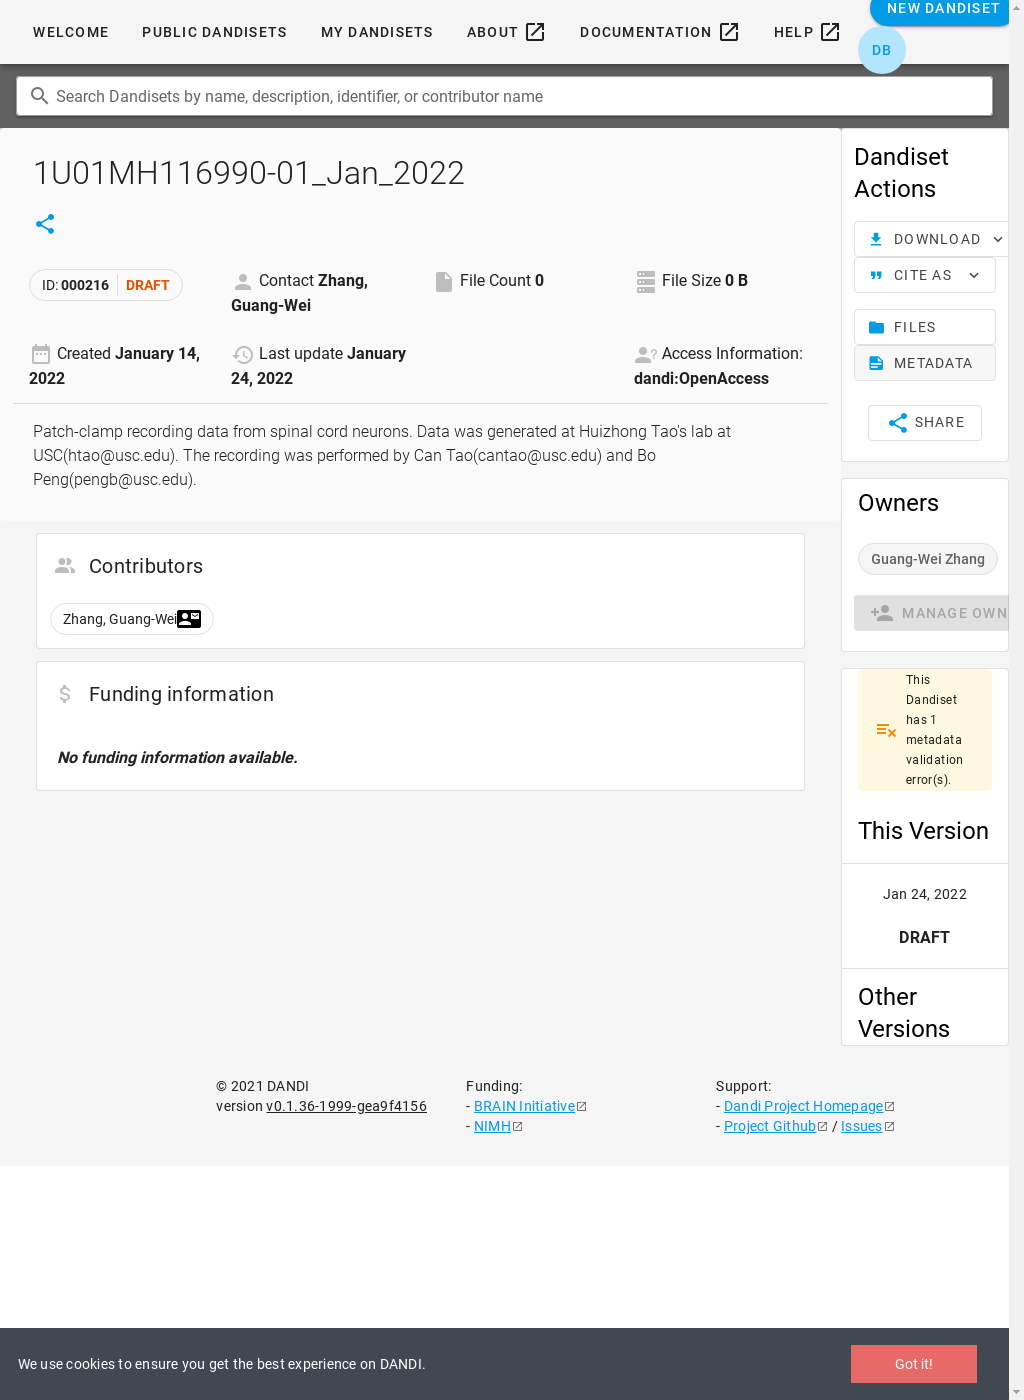 WELCOME
PUBLIC DANDISETS
MY DANDISETS
ABOUT
DOCUMENTATION
HELP
NEW DANDISET
DB
Search Dandisets by name, description, identifier, or contributor name
1U01MH116990-01_Jan_2022
ID: 000216 DRAFT
Contact Zhang,
Guang-Wei
File Count 0
File Size 0 B
Created January 14,
2022
Last update January
24, 2022
Access Information:
dandi:OpenAccess
Patch-clamp recording data from spinal cord neurons. Data was generated at Huizhong Tao's lab at
USC(htao@usc.edu). The recording was performed by Can Tao(cantao@usc.edu) and Bo
Peng(pengb@usc.edu).
Contributors
Zhang, Guang-Wei
Funding information
No funding information available.
Dandiset
Actions
DOWNLOAD
CITE AS
FILES
METADATA
SHARE
Owners
Guang-Wei Zhang
MANAGE OWN
This
Dandiset
has 1
metadata
validation
error(s).
This Version
Jan 24, 2022
DRAFT
Other
Versions
© 2021 DANDI
version v0.1.36-1999-gea9f4156
Funding:
- BRAIN Initiative
- NIMH
Support:
- Dandi Project Homepage
- Project Github / Issues
We use cookies to ensure you get the best experience on DANDI.
Got it!